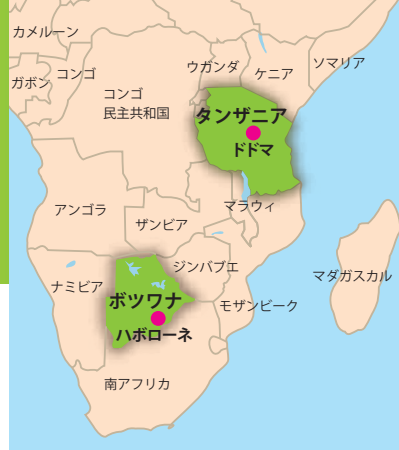 カメルーン
ガボン
コンゴ
コンゴ
民主共和国
ウガンダ
ケニア
ソマリア
タンザニア
ドドマ
アンゴラ
ザンビア
マラウィ
ナミビア
ジンバブエ
ボツワナ
ハボローネ
モザンビーク
マダガスカル
南アフリカ